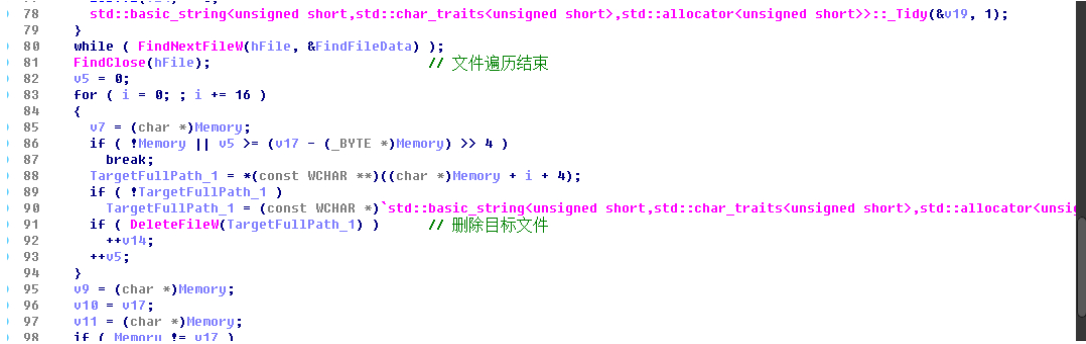 78 std::basic_string<unsigned short,std::char_traits<unsigned short>,std::allocator<unsigned short>>::_Tidy(&v19, 1);
79 }
80 while ( FindNextFileW(hFile, &FindFileData) );
81 FindClose(hFile); // 文件遍历结束
82 v5 = 0;
83 for ( i = 0; ; i += 16 )
84 {
85 v7 = (char *)Memory;
86 if ( !Memory || v5 >= (v17 - (_BYTE *)Memory) >> 4 )
87 break;
88 TargetFullPath_1 = *(const WCHAR **)((char *)Memory + i + 4);
89 if ( !TargetFullPath_1 )
90 TargetFullPath_1 = (const WCHAR *)`std::basic_string<unsigned short,std::char_traits<unsigned short>,std::allocator<unsi
91 if ( DeleteFileW(TargetFullPath_1) ) // 删除目标文件
92 ++v14;
93 ++v5;
94 }
95 v9 = (char *)Memory;
96 v10 = v17;
97 v11 = (char *)Memory;
98 if ( Memory != v17 )